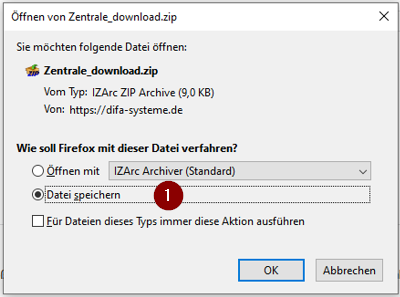 Öffnen von Zentrale_download.zip
Sie möchten folgende Datei öffnen:
Zentrale_download.zip
Vom Typ: IZArc ZIP Archive (9,0 KB)
Von: https://difa-systeme.de
Wie soll Firefox mit dieser Datei verfahren?
Öffnen mit IZArc Archiver (Standard)
Datei speichern 1
Für Dateien dieses Typs immer diese Aktion ausführen
OK Abbrechen